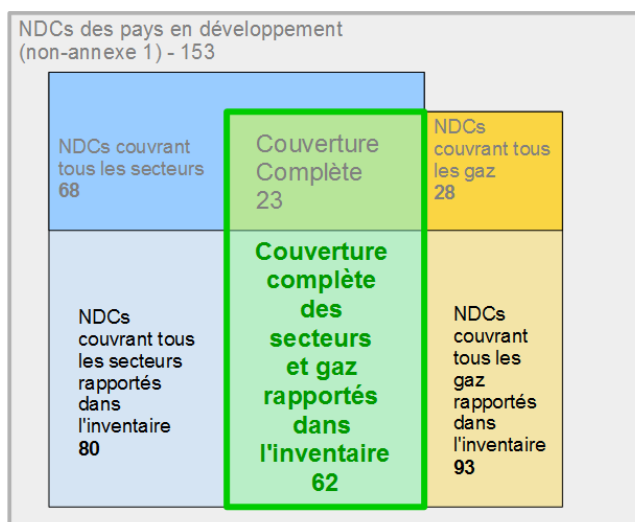 NDCs des pays en développement
(non-annexe 1) - 153
NDCs couvrant
tous les secteurs
68
Couverture
Complète
23
NDCs
couvrant tous
les gaz
28
NDCs
couvrant tous
les secteurs
rapportés
dans
l'inventaire
80
Couverture
complète
des
secteurs
et gaz
rapportés
dans
l'inventaire
62
NDCs
couvrant
tous les
gaz
rapportés
dans
l'inventaire
93